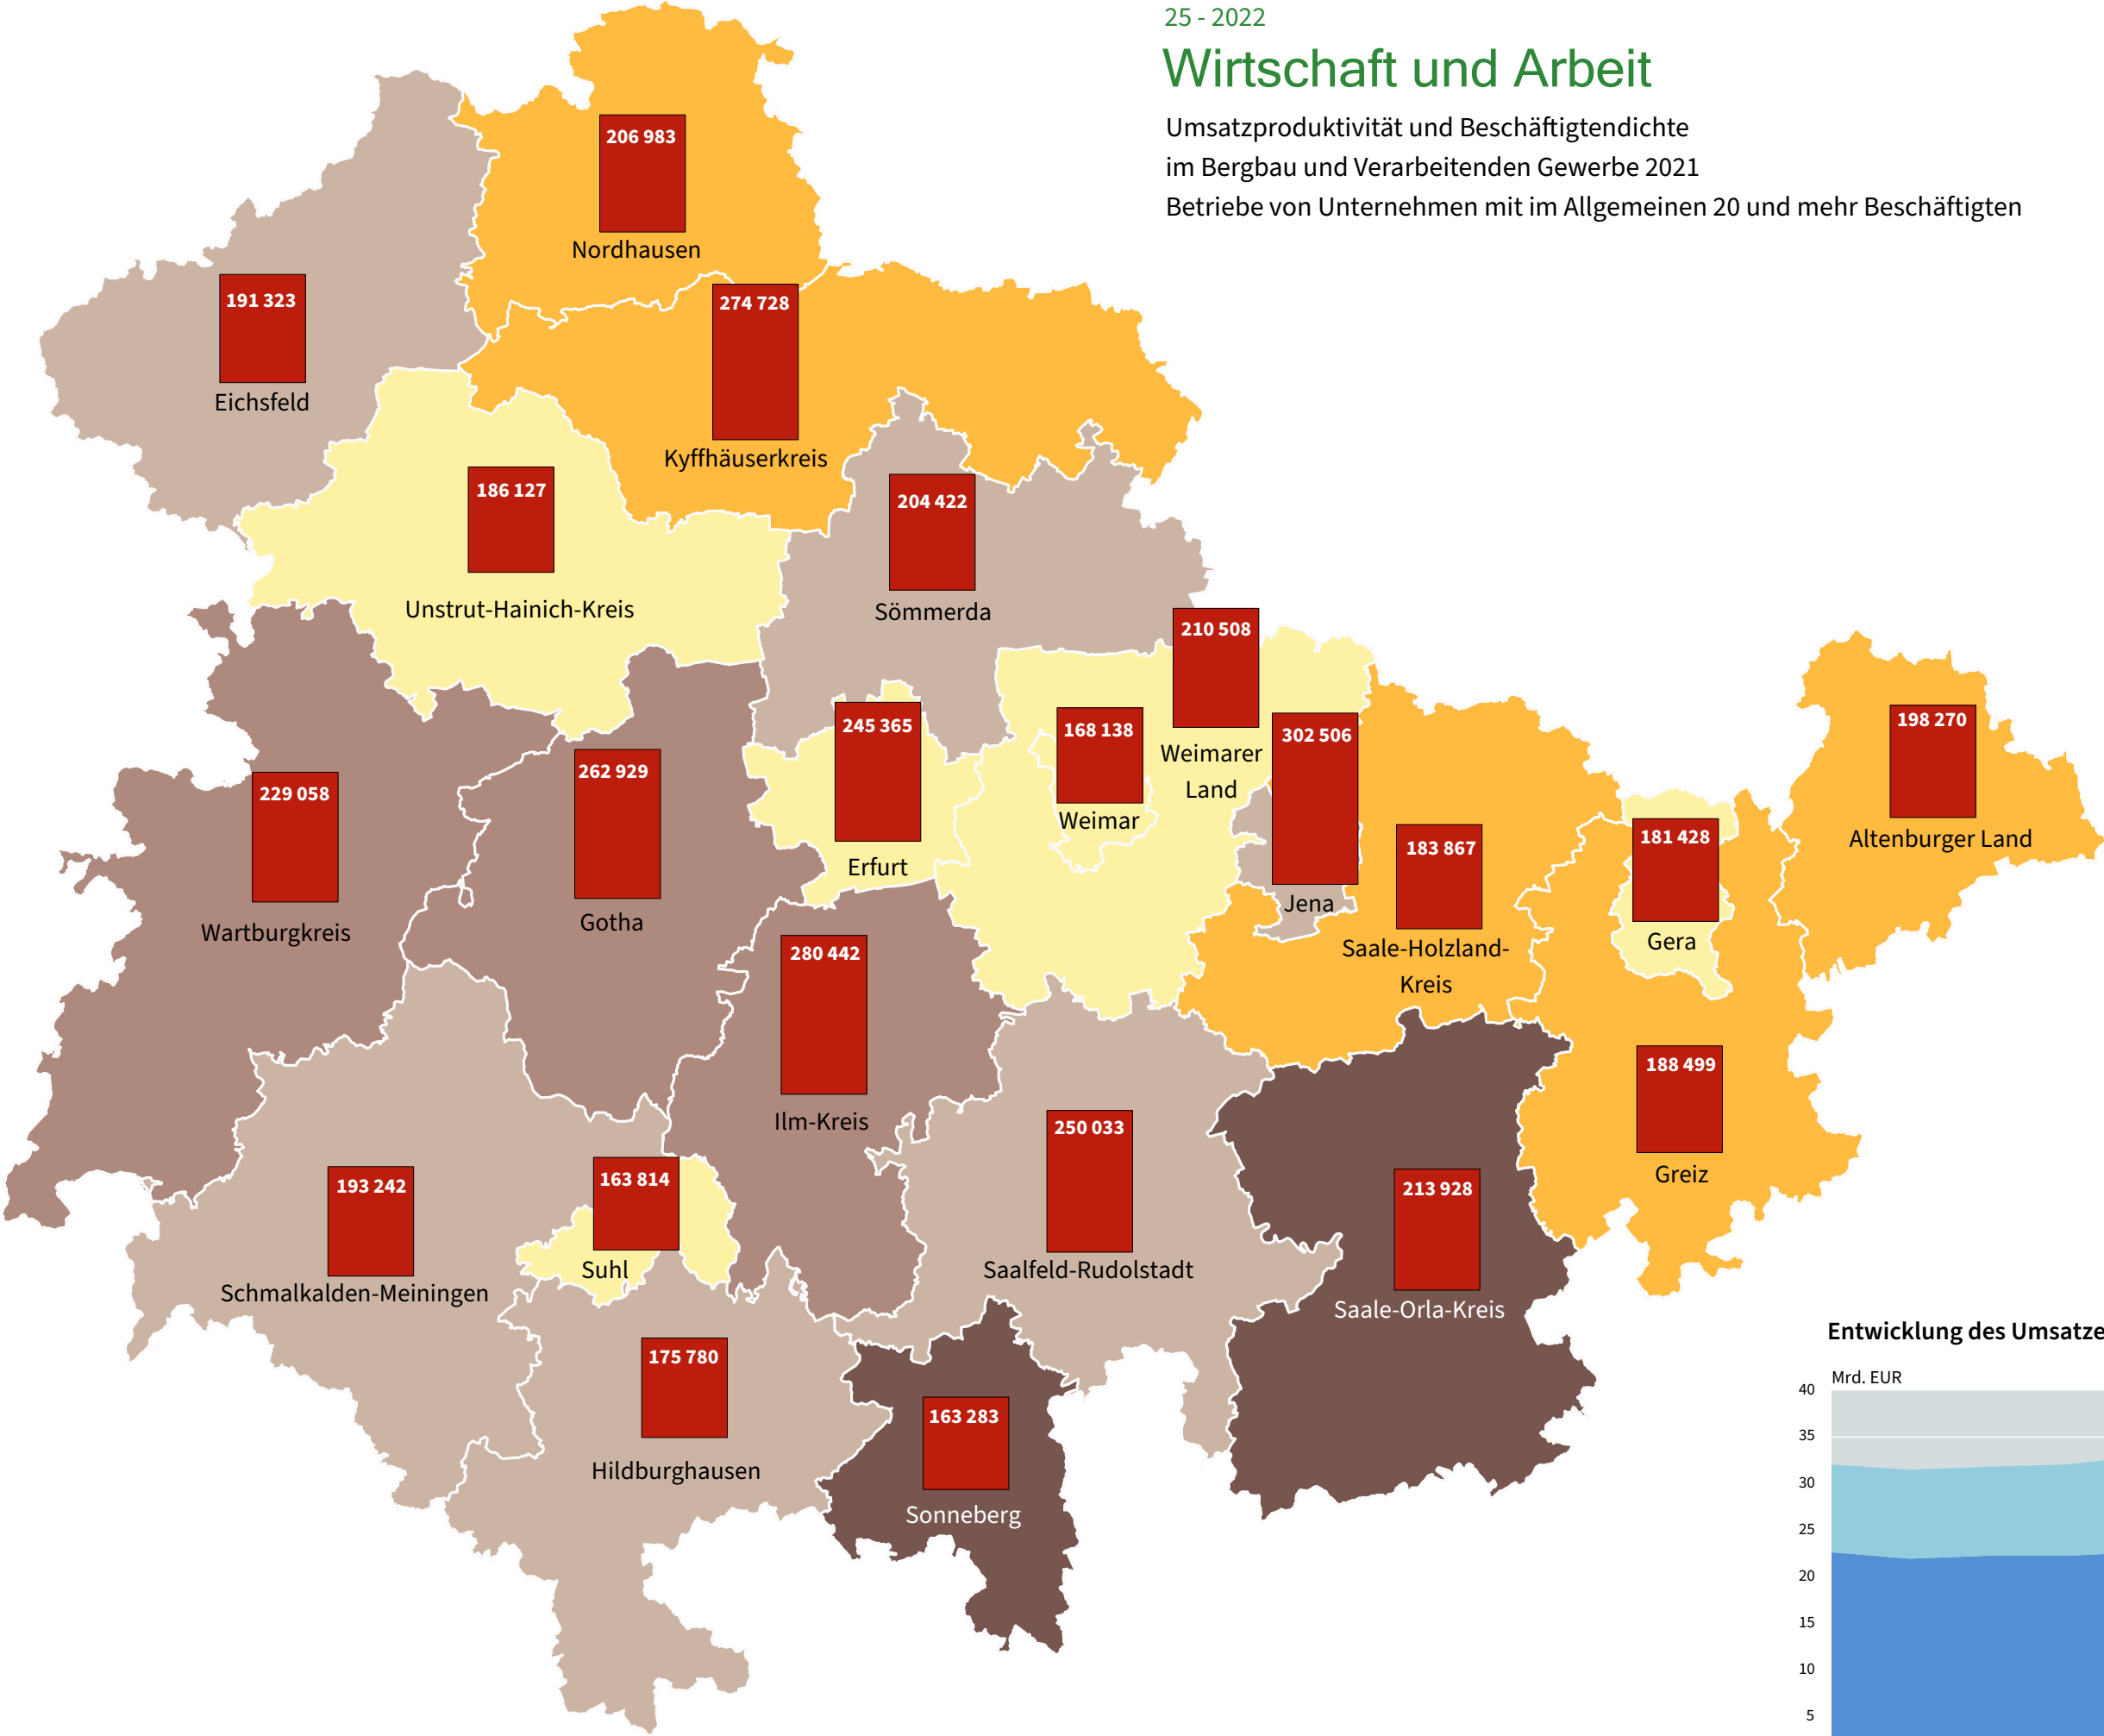 25 - 2022
Wirtschaft und Arbeit
Umsatzproduktivität und Beschäftigtendichte
im Bergbau und Verarbeitenden Gewerbe 2021
Betriebe von Unternehmen mit im Allgemeinen 20 und mehr Beschäftigten
206 983
Nordhausen
191 323
Eichsfeld
274 728
Kyffhäuserkreis
186 127
Unstrut-Hainich-Kreis
204 422
Sömmerda
210 508
Weimarer
Land
168 138
Weimar
245 365
Erfurt
302 506
Jena
198 270
Altenburger Land
229 058
Wartburgkreis
262 929
Gotha
183 867
Saale-Holzland-
Kreis
181 428
Gera
280 442
Ilm-Kreis
188 499
Greiz
250 033
Saalfeld-Rudolstadt
213 928
Saale-Orla-Kreis
193 242
Schmalkalden-Meiningen
163 814
Suhl
175 780
Hildburghausen
163 283
Sonneberg
Entwicklung des Umsatze
Mrd. EUR
40
35
30
25
20
15
10
5